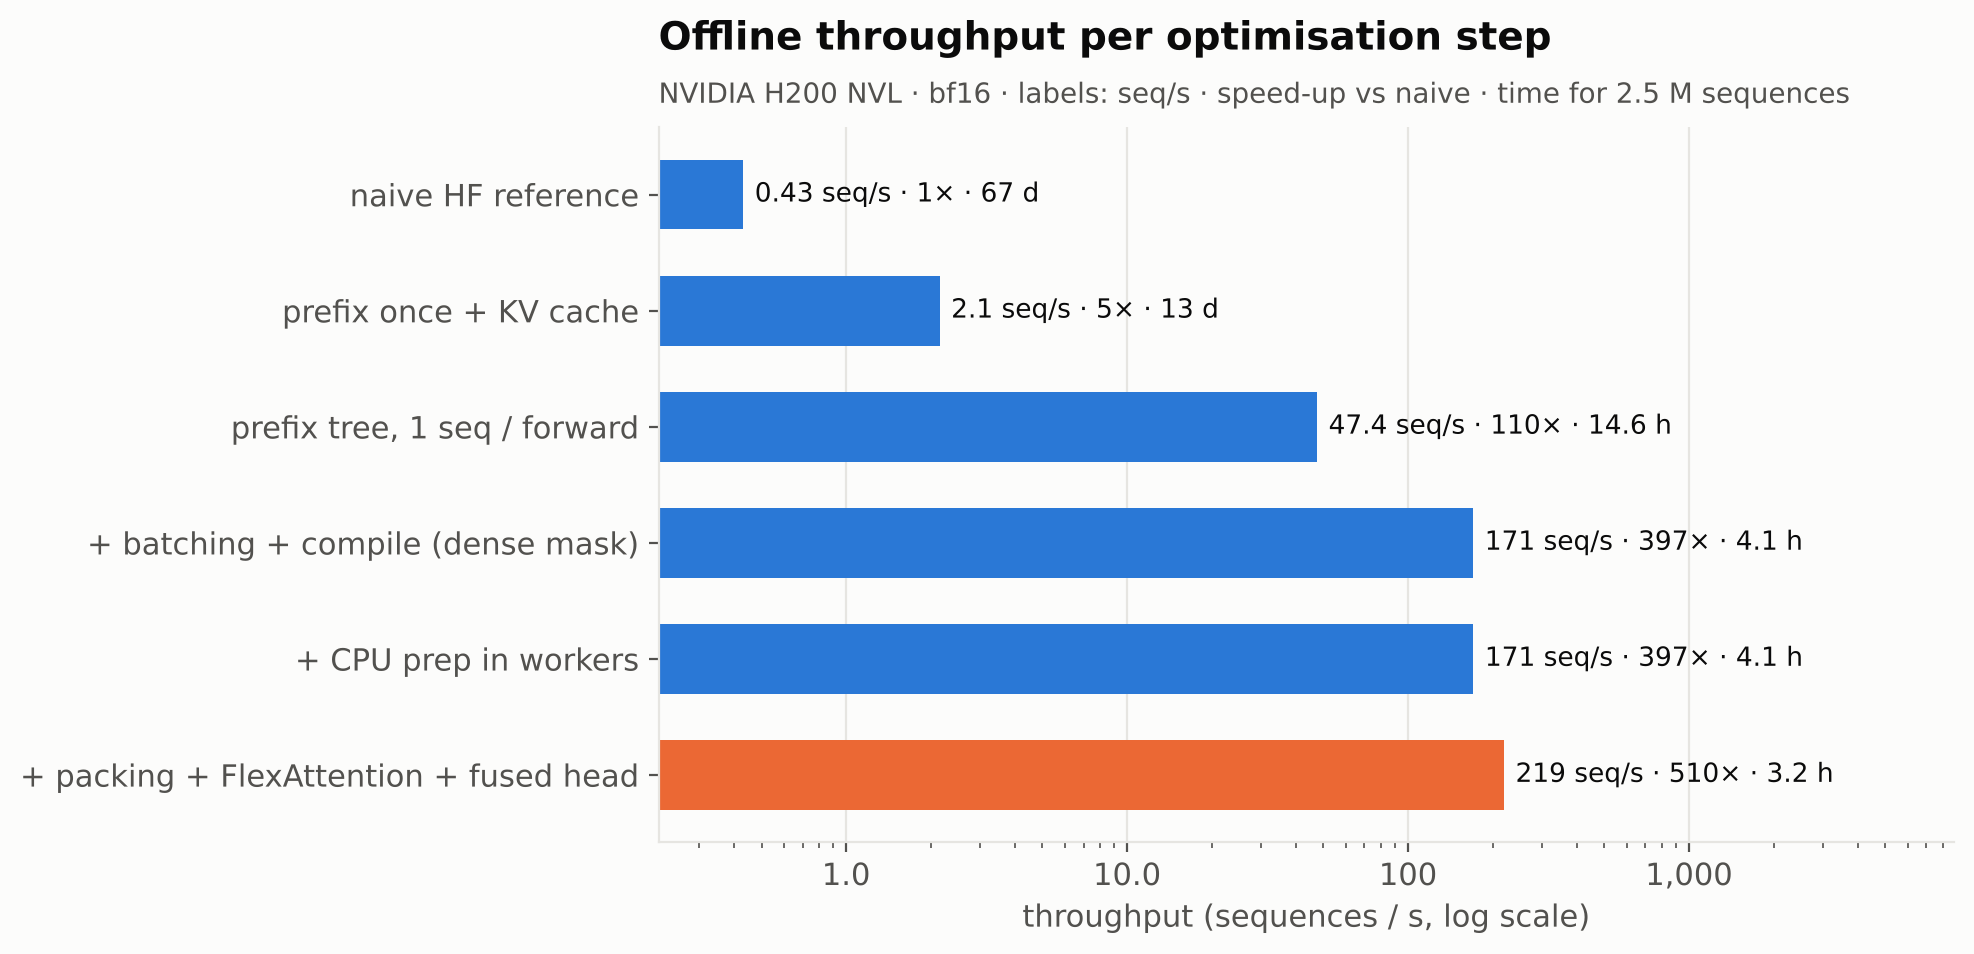 Offline throughput per optimisation step
NVIDIA H200 NVL · bf16 · labels: seq/s · speed-up vs naive · time for 2.5 M sequences
naive HF reference 0.43 seq/s · 1× · 67 d
prefix once + KV cache 2.1 seq/s · 5× · 13 d
prefix tree, 1 seq / forward 47.4 seq/s · 110× · 14.6 h
+ batching + compile (dense mask) 171 seq/s · 397× · 4.1 h
+ CPU prep in workers 171 seq/s · 397× · 4.1 h
+ packing + FlexAttention + fused head 219 seq/s · 510× · 3.2 h
1.0 10.0 100 1,000
throughput (sequences / s, log scale)